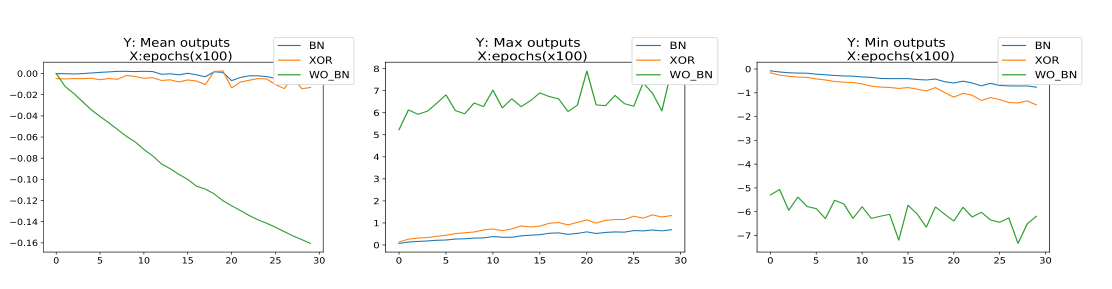 Y: Mean outputs
X:epochs(x100)
BN
XOR
WO_BN
0.00
−0.02
−0.04
−0.06
−0.08
−0.10
−0.12
−0.14
−0.16
0 5 10 15 20 25 30
Y: Max outputs
X:epochs(x100)
BN
XOR
WO_BN
8
7
6
5
4
3
2
1
0
0 5 10 15 20 25 30
Y: Min outputs
X:epochs(x100)
BN
XOR
WO_BN
0
−1
−2
−3
−4
−5
−6
−7
0 5 10 15 20 25 30